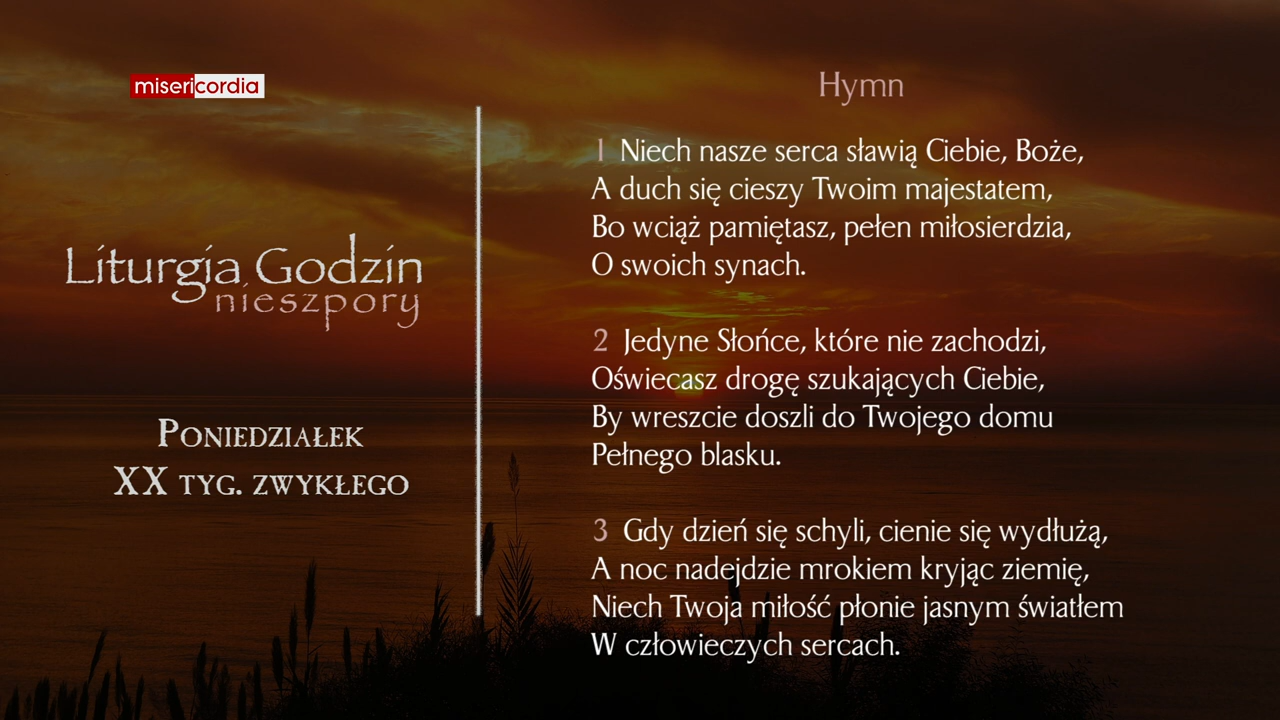 misericordia
Liturgia Godzin
nieszpory
Poniedziałek
XX tyg. zwykłego
Hymn
1 Niech nasze serca sławią Ciebie, Boże,
A duch się cieszy Twoim majestatem,
Bo wciąż pamiętasz, pełen miłosierdzia,
O swoich synach.
2 Jedyne Słońce, które nie zachodzi,
Oświecasz drogę szukających Ciebie,
By wreszcie doszli do Twojego domu
Pełnego blasku.
3 Gdy dzień się schyli, cienie się wydłużą,
A noc nadejdzie mrokiem kryjąc ziemię,
Niech Twoja miłość płonie jasnym światłem
W człowieczych sercach.